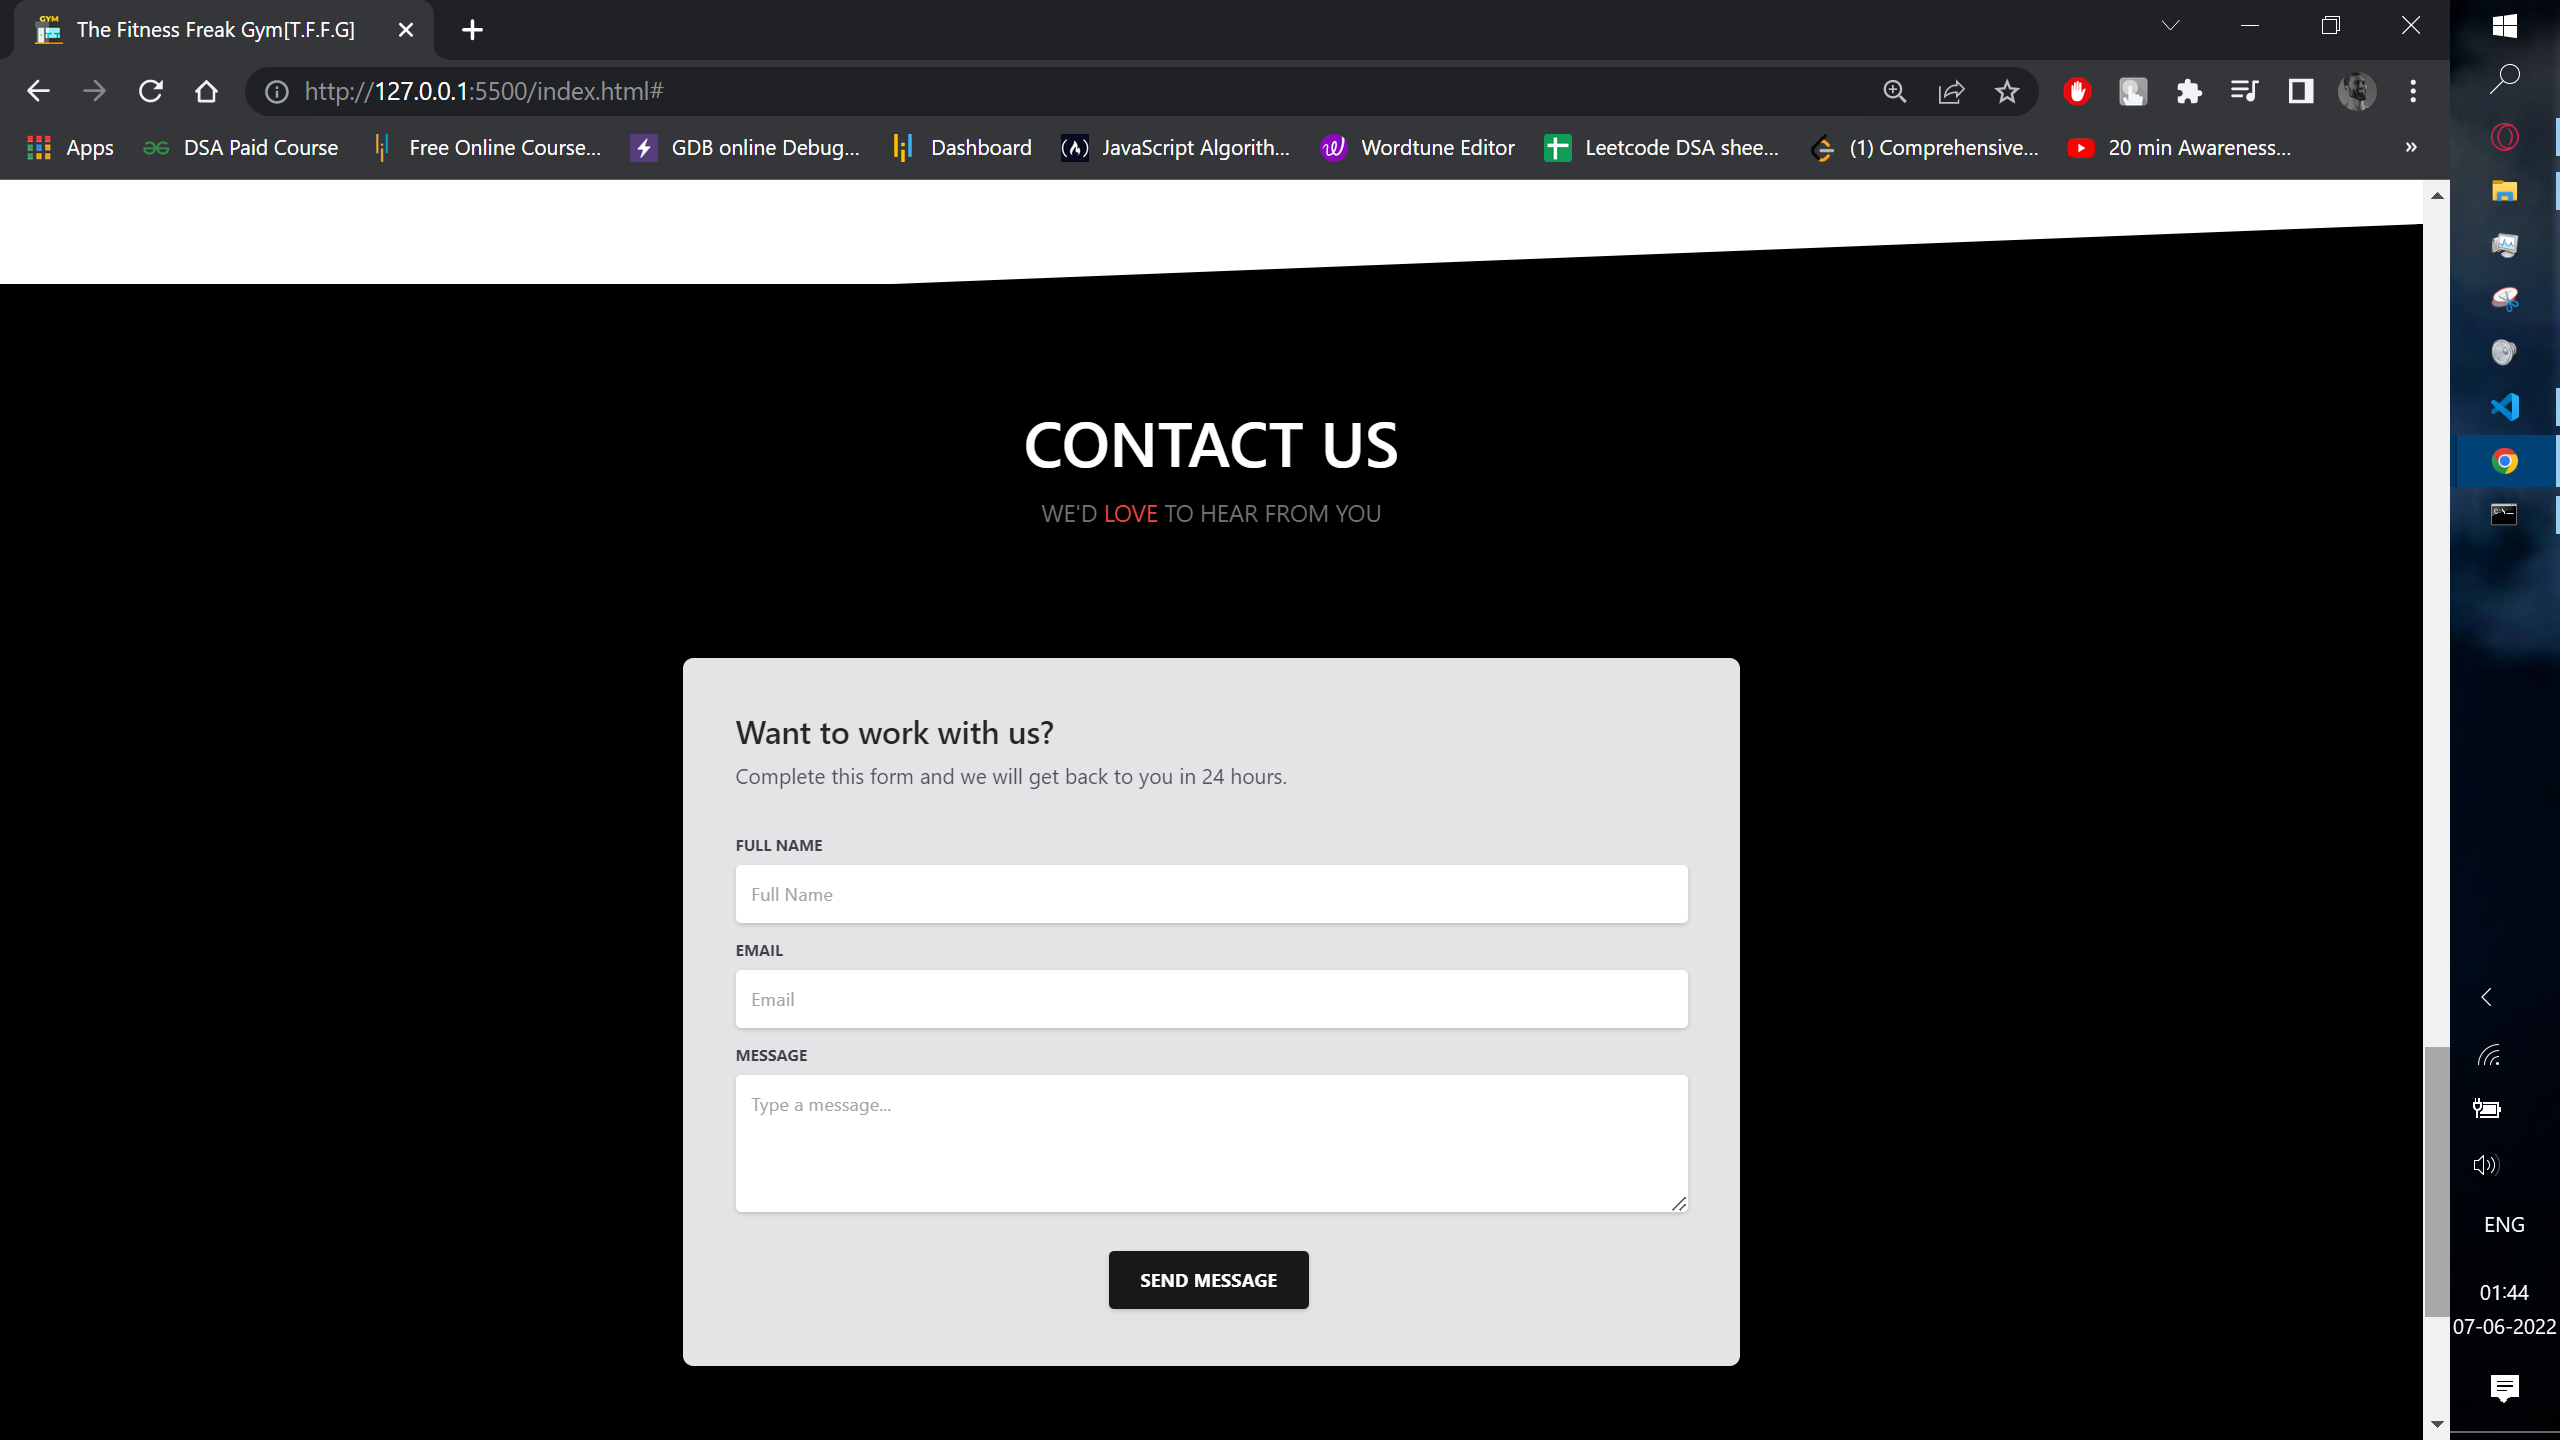 The Fitness Freak Gym[T.F.F.G]
http://127.0.0.1:5500/index.html#
Apps
DSA Paid Course
Free Online Course...
GDB online Debug...
Dashboard
JavaScript Algorith...
Wordtune Editor
Leetcode DSA shee...
(1) Comprehensive...
20 min Awareness...
»
CONTACT US
WE'D LOVE TO HEAR FROM YOU
Want to work with us?
Complete this form and we will get back to you in 24 hours.
FULL NAME
Full Name
EMAIL
Email
MESSAGE
Type a message...
SEND MESSAGE
ENG
01:44
07-06-2022